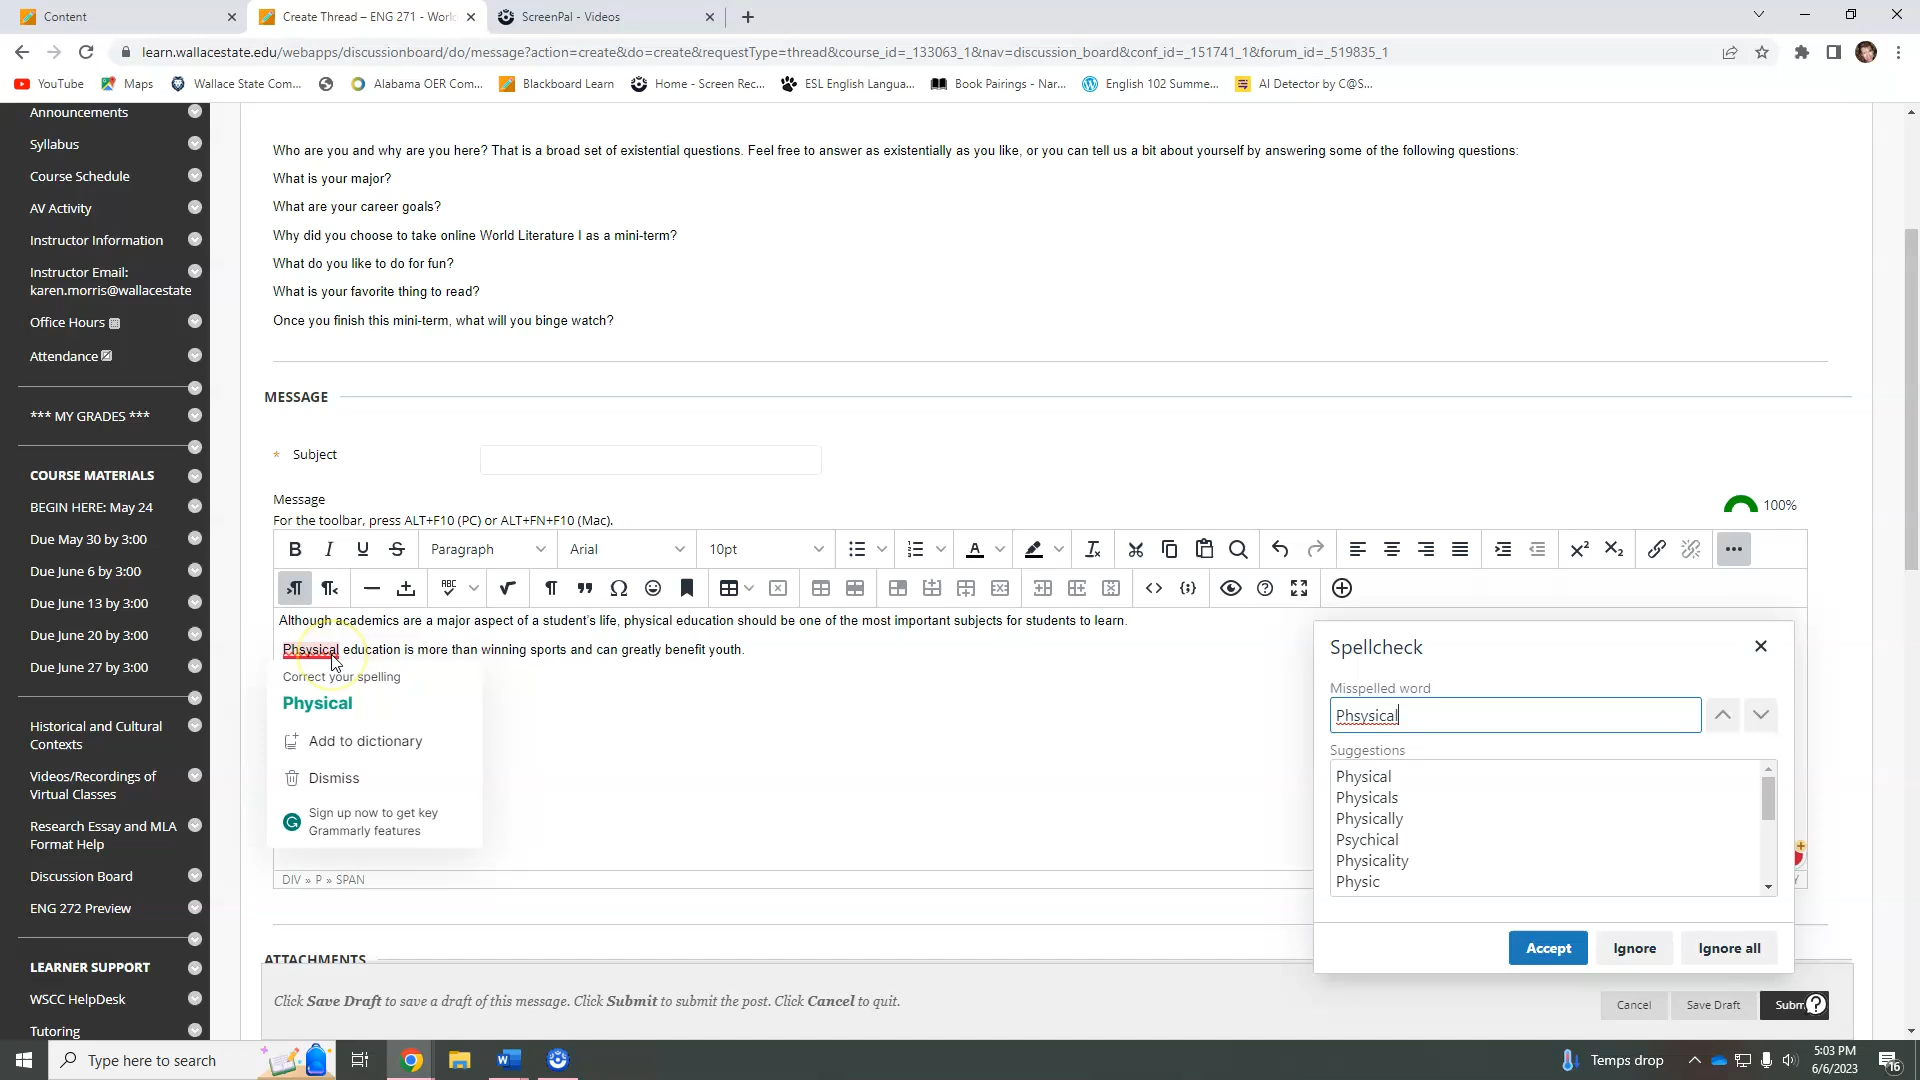 Content
Create Thread – ENG 271 - World
ScreenPal - Videos
learn.wallacestate.edu/webapps/discussionboard/do/message?action=create&do=create&requestType=thread&course_id=_133063_1&nav=discussion_board&conf_id=_151741_1&forum_id=_519835_1
YouTube
Maps
Wallace State Com...
Alabama OER Com...
Blackboard Learn
Home - Screen Rec...
ESL English Langua...
Book Pairings - Nar...
English 102 Summe...
AI Detector by C@S...
Announcements
Syllabus
Course Schedule
AV Activity
Instructor Information
Instructor Email:
karen.morris@wallacestate
Office Hours
Attendance
*** MY GRADES ***
COURSE MATERIALS
BEGIN HERE: May 24
Due May 30 by 3:00
Due June 6 by 3:00
Due June 13 by 3:00
Due June 20 by 3:00
Due June 27 by 3:00
Historical and Cultural
Contexts
Videos/Recordings of
Virtual Classes
Research Essay and MLA
Format Help
Discussion Board
ENG 272 Preview
LEARNER SUPPORT
WSCC HelpDesk
Tutoring
Who are you and why are you here? That is a broad set of existential questions. Feel free to answer as existentially as you like, or you can tell us a bit about yourself by answering some of the following questions:
What is your major?
What are your career goals?
Why did you choose to take online World Literature I as a mini-term?
What do you like to do for fun?
What is your favorite thing to read?
Once you finish this mini-term, what will you binge watch?
MESSAGE
* Subject
Message
For the toolbar, press ALT+F10 (PC) or ALT+FN+F10 (Mac).
100%
B I U S Paragraph Arial 10pt
Although academics are a major aspect of a student's life, physical education should be one of the most important subjects for students to learn.
Phsysical education is more than winning sports and can greatly benefit youth.
Correct your spelling
Physical
Add to dictionary
Dismiss
Sign up now to get key
Grammarly features
DIV » P » SPAN
Spellcheck
Misspelled word
Phsysical
Suggestions
Physical
Physicals
Physically
Psychical
Physicality
Physic
Accept
Ignore
Ignore all
ATTACHMENTS
Click Save Draft to save a draft of this message. Click Submit to submit the post. Click Cancel to quit.
Cancel
Save Draft
Subm
Type here to search
Temps drop
5:03 PM
6/6/2023
16